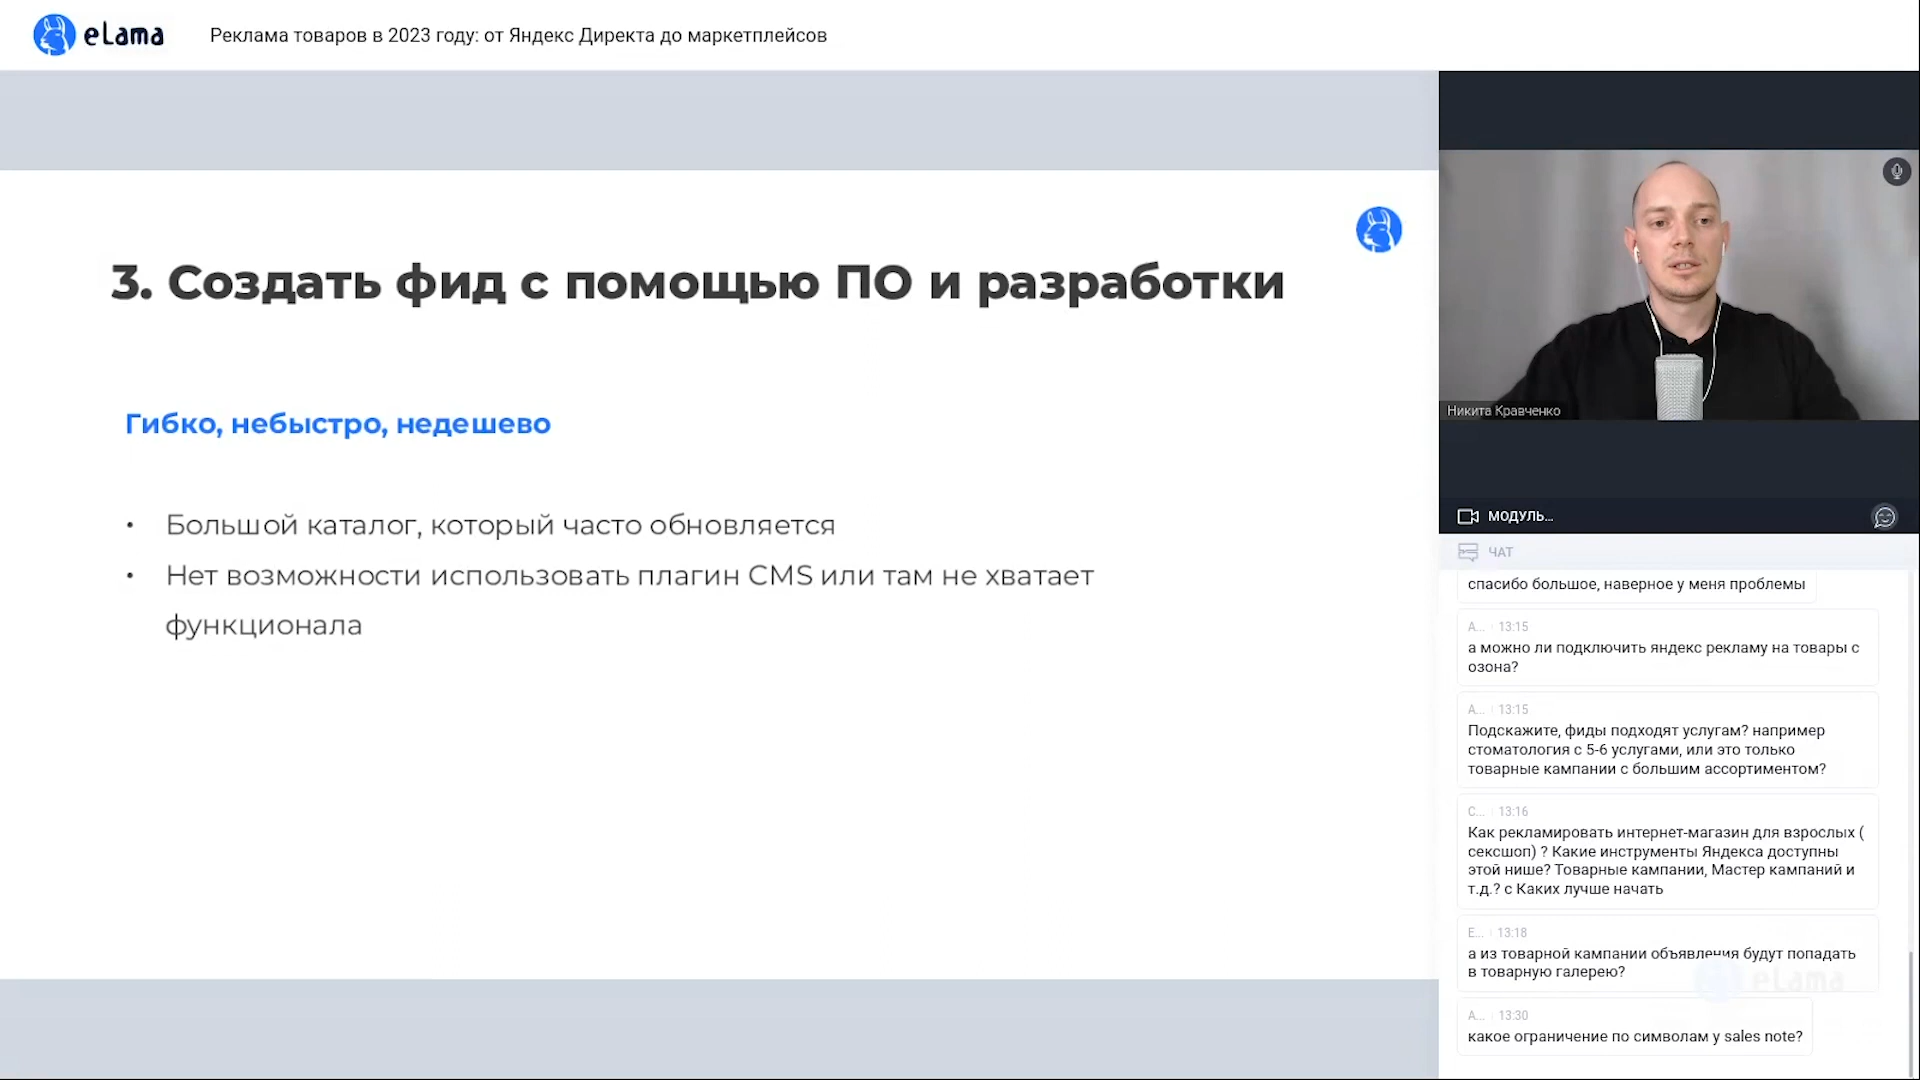 eLama
Реклама товаров в 2023 году: от Яндекс Директа до маркетплейсов
3. Создать фид с помощью ПО и разработки
Гибко, небыстро, недешево
• Большой каталог, который часто обновляется
• Нет возможности использовать плагин CMS или там не хватает
функционала
Никита Кравченко
МОДУЛЬ...
ЧАТ
спасибо большое, наверное у меня проблемы
А... 13:15
а можно ли подключить яндекс рекламу на товары с
озона?
А... 13:15
Подскажите, фиды подходят услугам? например
стоматология с 5-6 услугами, или это только
товарные кампании с большим ассортиментом?
С... 13:16
Как рекламировать интернет-магазин для взрослых (
сексшоп) ? Какие инструменты Яндекса доступны
этой нише? Товарные кампании, Мастер кампаний и
т.д.? с Каких лучше начать
Е... 13:18
а из товарной кампании объявления будут попадать
в товарную галерею?
eLama
А... 13:30
какое ограничение по символам у sales note?